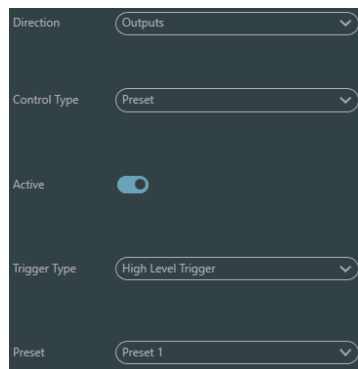 Direction Outputs
Control Type Preset
Active
Trigger Type High Level Trigger
Preset Preset 1